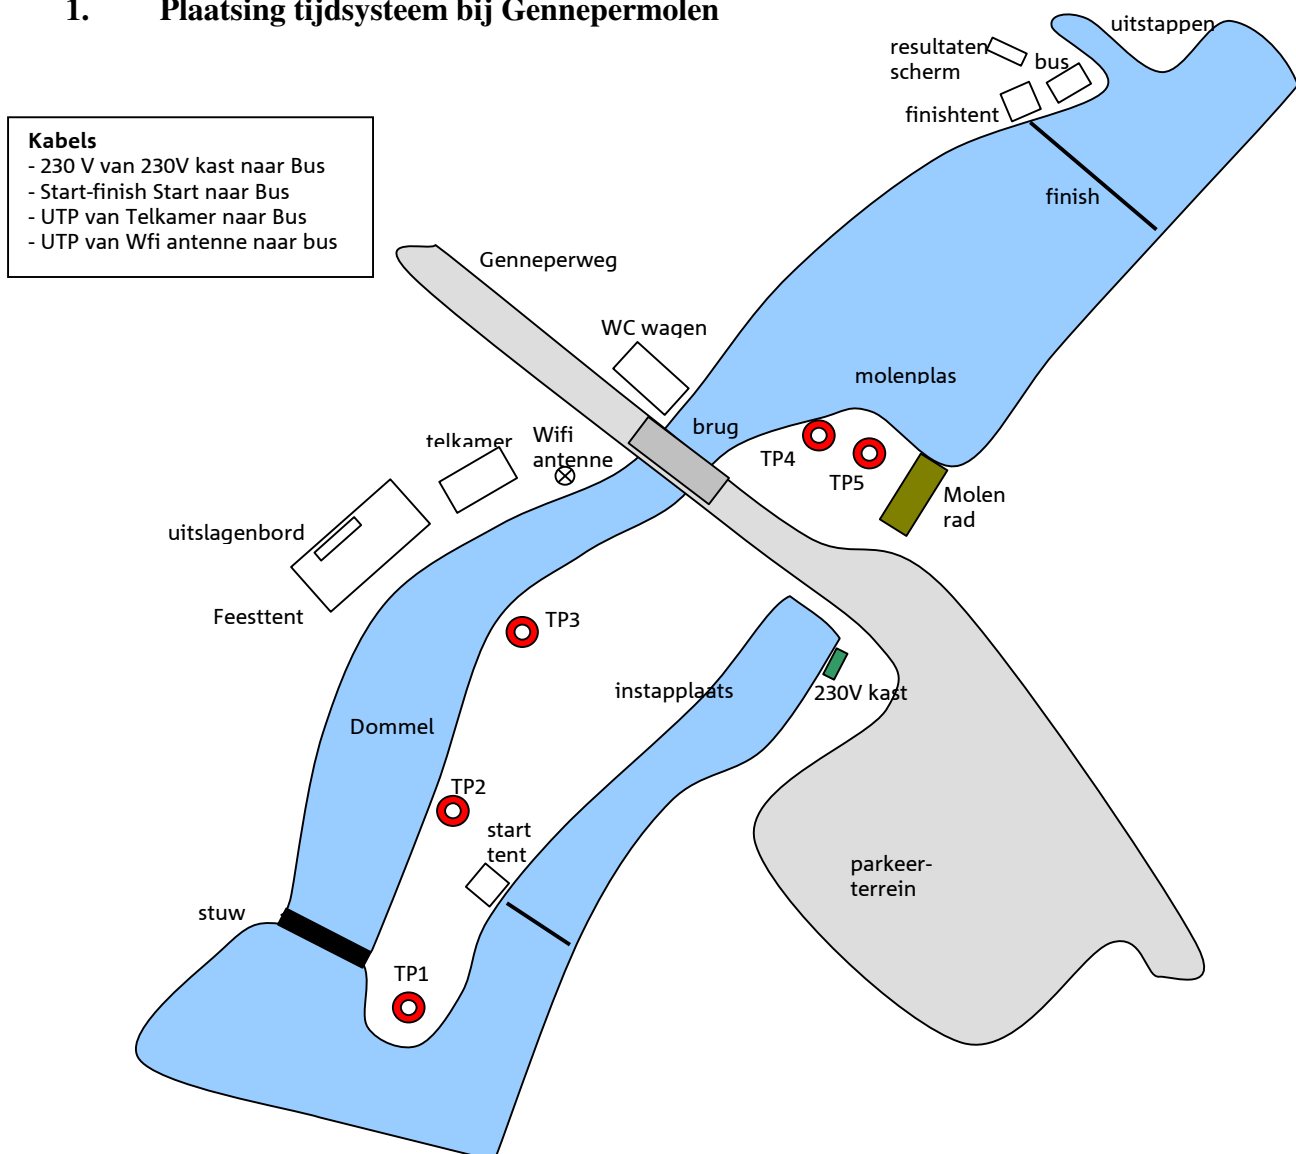 1. Plaatsing tijdsysteem bij Gennepermolen
uitstappen
resultaten
scherm
bus
finishtent
Kabels
- 230 V van 230V kast naar Bus
- Start-finish Start naar Bus
- UTP van Telkamer naar Bus
- UTP van Wfi antenne naar bus
finish
Genneperweg
WC wagen
molenplas
brug
telkamer
Wifi
antenne
TP4
TP5
Molen
rad
uitslagenbord
Feesttent
TP3
instapplaats
230V kast
Dommel
TP2
start
tent
parkeer-
terrein
stuw
TP1